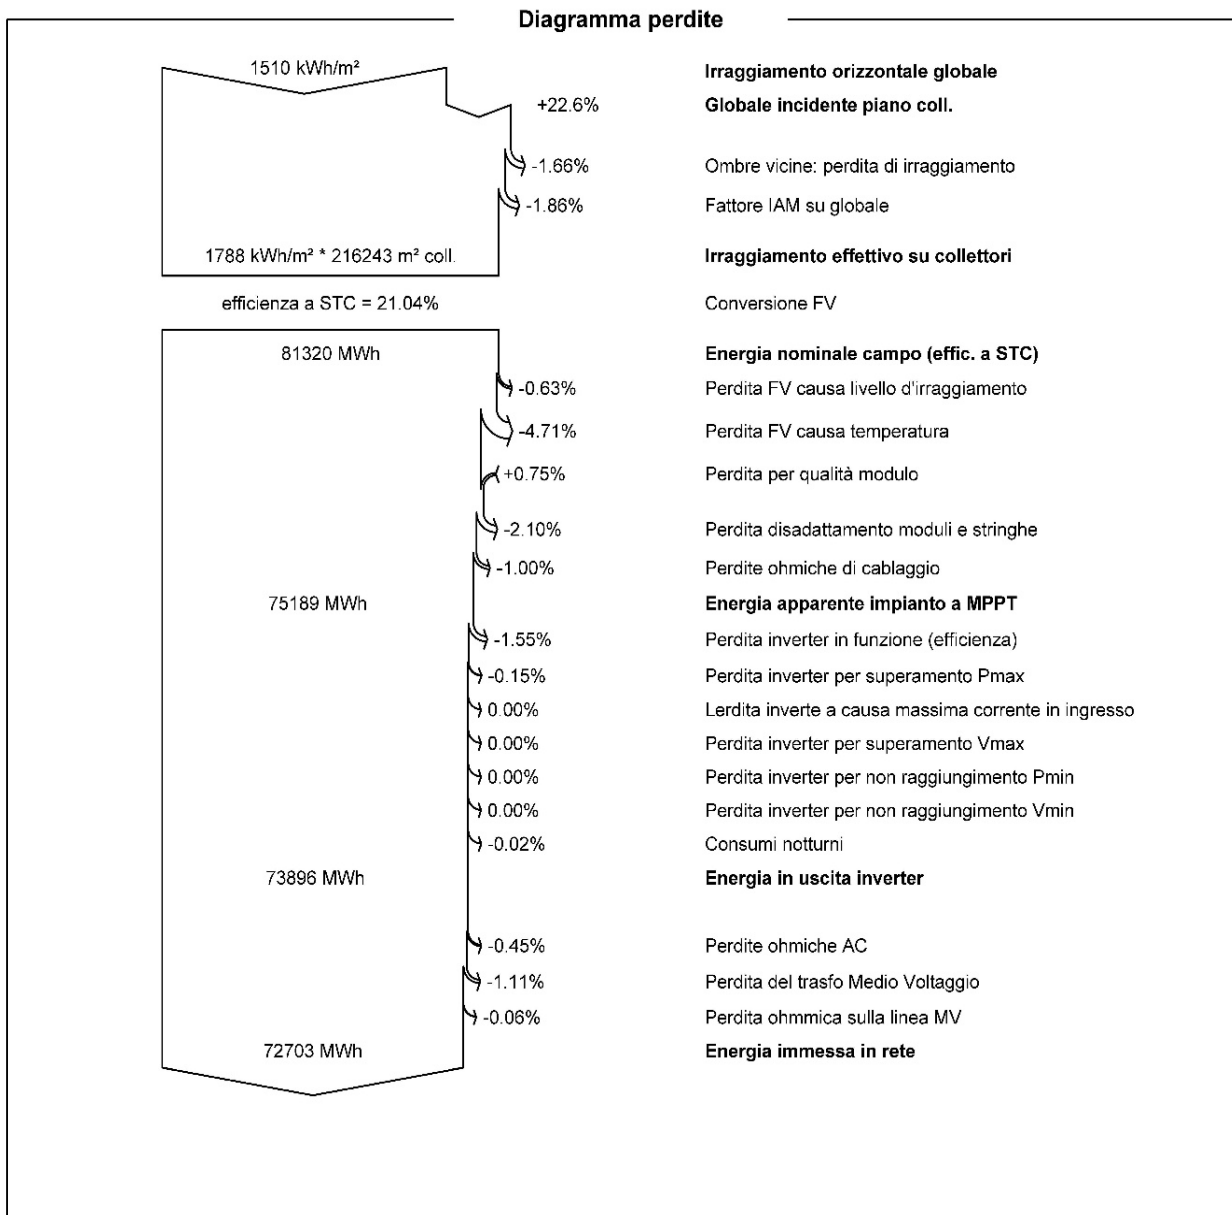 Diagramma perdite
1510 kWh/m² Irraggiamento orizzontale globale
+22.6% Globale incidente piano coll.
-1.66% Ombre vicine: perdita di irraggiamento
-1.86% Fattore IAM su globale
1788 kWh/m² * 216243 m² coll. Irraggiamento effettivo su collettori
efficienza a STC = 21.04% Conversione FV
81320 MWh Energia nominale campo (effic. a STC)
-0.63% Perdita FV causa livello d'irraggiamento
-4.71% Perdita FV causa temperatura
+0.75% Perdita per qualità modulo
-2.10% Perdita disadattamento moduli e stringhe
-1.00% Perdite ohmiche di cablaggio
75189 MWh Energia apparente impianto a MPPT
-1.55% Perdita inverter in funzione (efficienza)
-0.15% Perdita inverter per superamento Pmax
0.00% Lerdita inverte a causa massima corrente in ingresso
0.00% Perdita inverter per superamento Vmax
0.00% Perdita inverter per non raggiungimento Pmin
0.00% Perdita inverter per non raggiungimento Vmin
-0.02% Consumi notturni
73896 MWh Energia in uscita inverter
-0.45% Perdite ohmiche AC
-1.11% Perdita del trasfo Medio Voltaggio
-0.06% Perdita ohmmica sulla linea MV
72703 MWh Energia immessa in rete